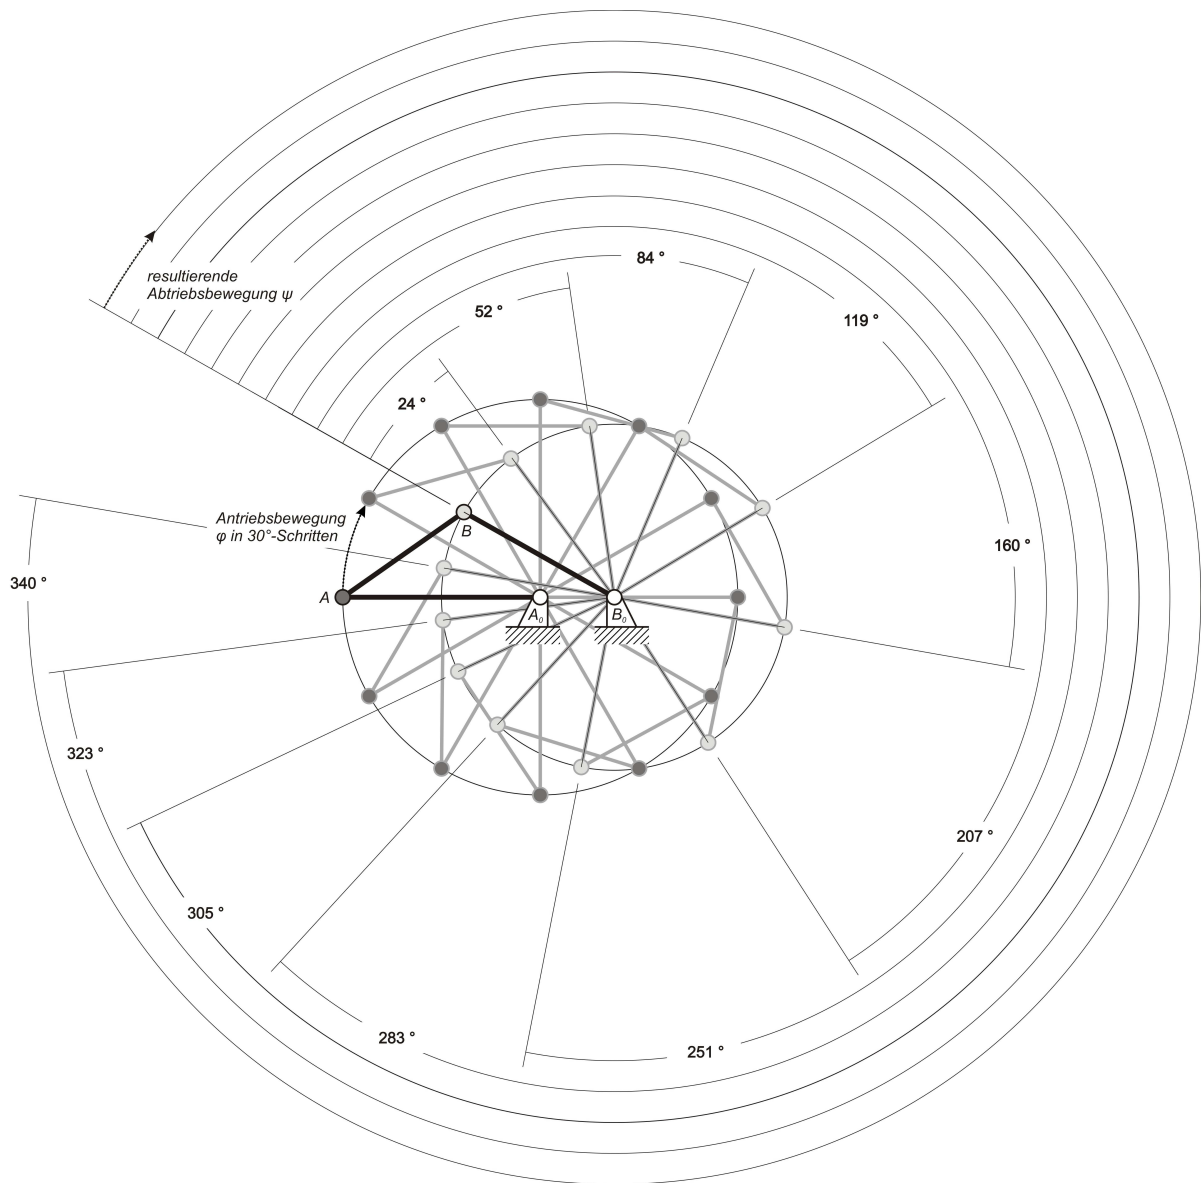 84 °
52 °
119 °
resultierende
Abtriebsbewegung ψ
24 °
Antriebsbewegung
φ in 30°-Schritten
B
160 °
340 °
A
A₀
B₀
323 °
207 °
305 °
283 °
251 °